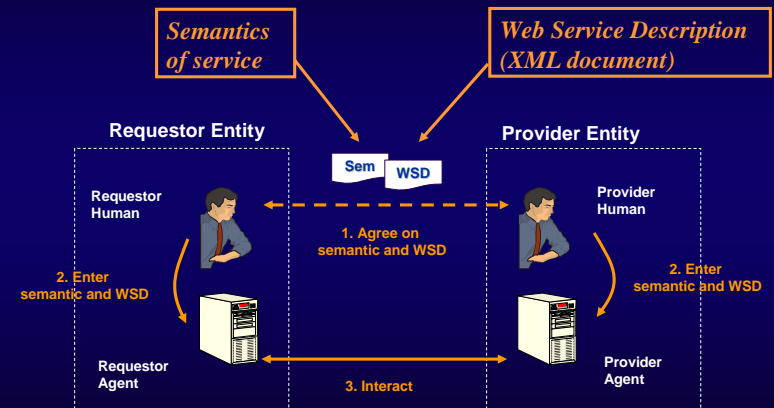 Semantics
of service
Web Service Description
(XML document)
Requestor Entity
Provider Entity
Sem
WSD
Requestor
Human
Provider
Human
1. Agree on
semantic and WSD
2. Enter
semantic and WSD
2. Enter
semantic and WSD
Requestor
Agent
Provider
Agent
3. Interact